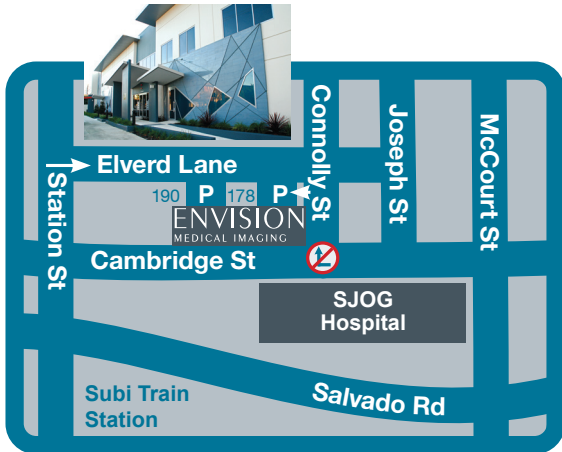 Elverd Lane
Station St
Connolly St
Joseph St
McCourt St
190 P 178 P
ENVISION
MEDICAL IMAGING
Cambridge St
SJOG
Hospital
Salvado Rd
Subi Train
Station